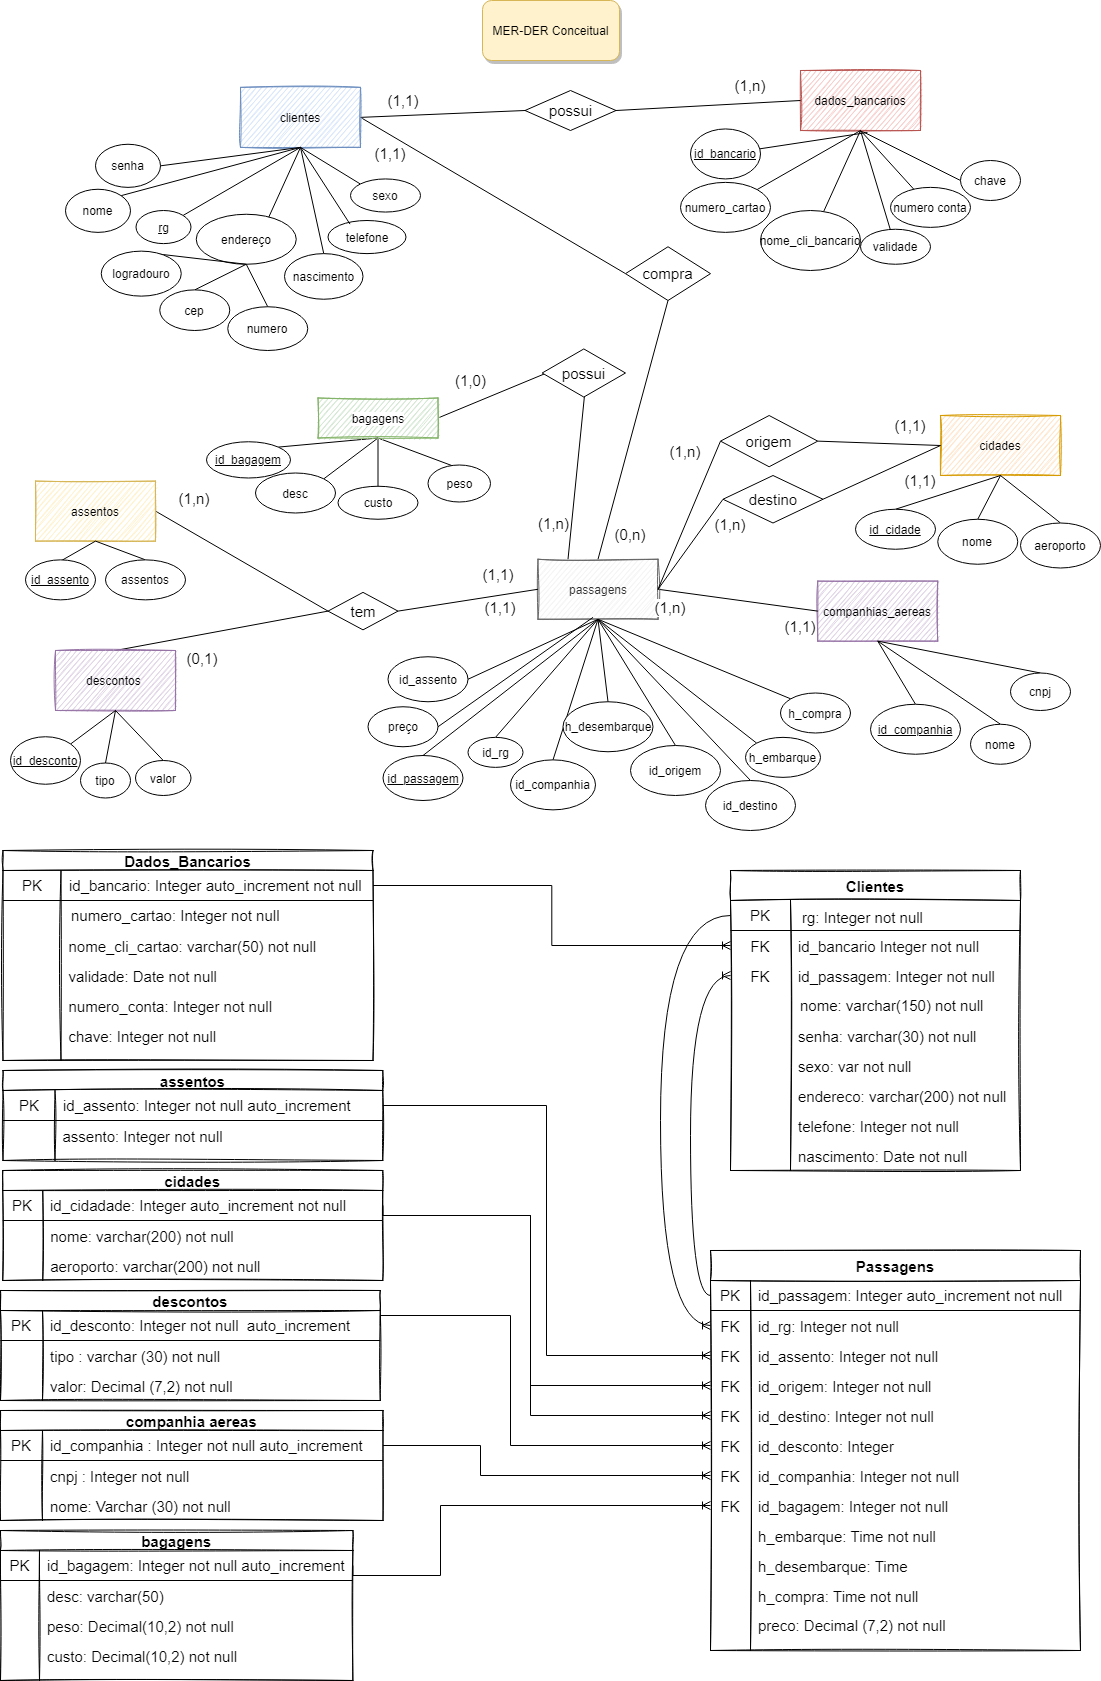 MER-DER Conceitual
clientes
(1,1)
possui
(1,n)
dados_bancarios
(1,1)
senha
nome
rg
endereço
sexo
telefone
nascimento
logradouro
cep
numero
id_bancario
numero_cartao
nome_cli_bancario
validade
numero conta
chave
compra
possui
(1,0)
bagagens
id_bagagem
desc
custo
peso
(1,n)
(0,n)
origem
destino
(1,n)
(1,n)
(1,1)
(1,1)
cidades
id_cidade
nome
aeroporto
assentos
(1,n)
id_assento
assentos
tem
(1,1)
(1,1)
passagens
(1,n)
companhias_aereas
(1,1)
id_companhia
nome
cnpj
(0,1)
descontos
id_desconto
tipo
valor
id_assento
preço
id_passagem
id_rg
id_companhia
h_desembarque
id_origem
id_destino
h_embarque
h_compra
Dados_Bancarios
PK id_bancario: Integer auto_increment not null
numero_cartao: Integer not null
nome_cli_cartao: varchar(50) not null
validade: Date not null
numero_conta: Integer not null
chave: Integer not null
Clientes
PK rg: Integer not null
FK id_bancario Integer not null
FK id_passagem: Integer not null
nome: varchar(150) not null
senha: varchar(30) not null
sexo: var not null
endereco: varchar(200) not null
telefone: Integer not null
nascimento: Date not null
assentos
PK id_assento: Integer not null auto_increment
assento: Integer not null
cidades
PK id_cidadade: Integer auto_increment not null
nome: varchar(200) not null
aeroporto: varchar(200) not null
descontos
PK id_desconto: Integer not null  auto_increment
tipo : varchar (30) not null
valor: Decimal (7,2) not null
companhia aereas
PK id_companhia : Integer not null auto_increment
cnpj : Integer not null
nome: Varchar (30) not null
bagagens
PK id_bagagem: Integer not null auto_increment
desc: varchar(50)
peso: Decimal(10,2) not null
custo: Decimal(10,2) not null
Passagens
PK id_passagem: Integer auto_increment not null
FK id_rg: Integer not null
FK id_assento: Integer not null
FK id_origem: Integer not null
FK id_destino: Integer not null
FK id_desconto: Integer
FK id_companhia: Integer not null
FK id_bagagem: Integer not null
h_embarque: Time not null
h_desembarque: Time
h_compra: Time not null
preco: Decimal (7,2) not null